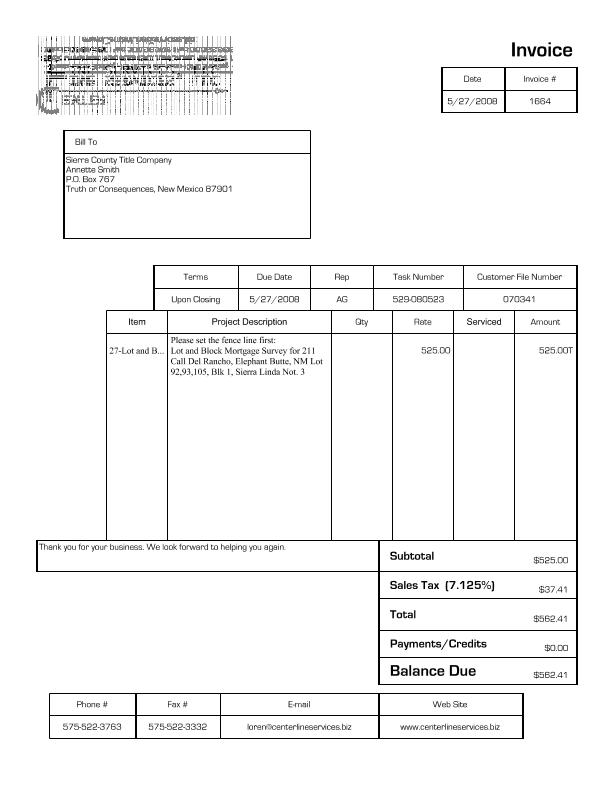 Invoice
Date Invoice #
5/27/2008 1664
Bill To
Sierra County Title Company
Annette Smith
P.O. Box 767
Truth or Consequences, New Mexico 87901
Terms Due Date Rep Task Number Customer File Number
Upon Closing 5/27/2008 AG 529-080523 070341
Item Project Description Qty Rate Serviced Amount
Please set the fence line first:
27-Lot and B... Lot and Block Mortgage Survey for 211 525.00 525.00T
Call Del Rancho, Elephant Butte, NM Lot
92,93,105, Blk 1, Sierra Linda Not. 3
Thank you for your business. We look forward to helping you again.
Subtotal $525.00
Sales Tax (7.125%) $37.41
Total $562.41
Payments/Credits $0.00
Balance Due $562.41
Phone # Fax # E-mail Web Site
575-522-3763 575-522-3332 loren@centerlineservices.biz www.centerlineservices.biz